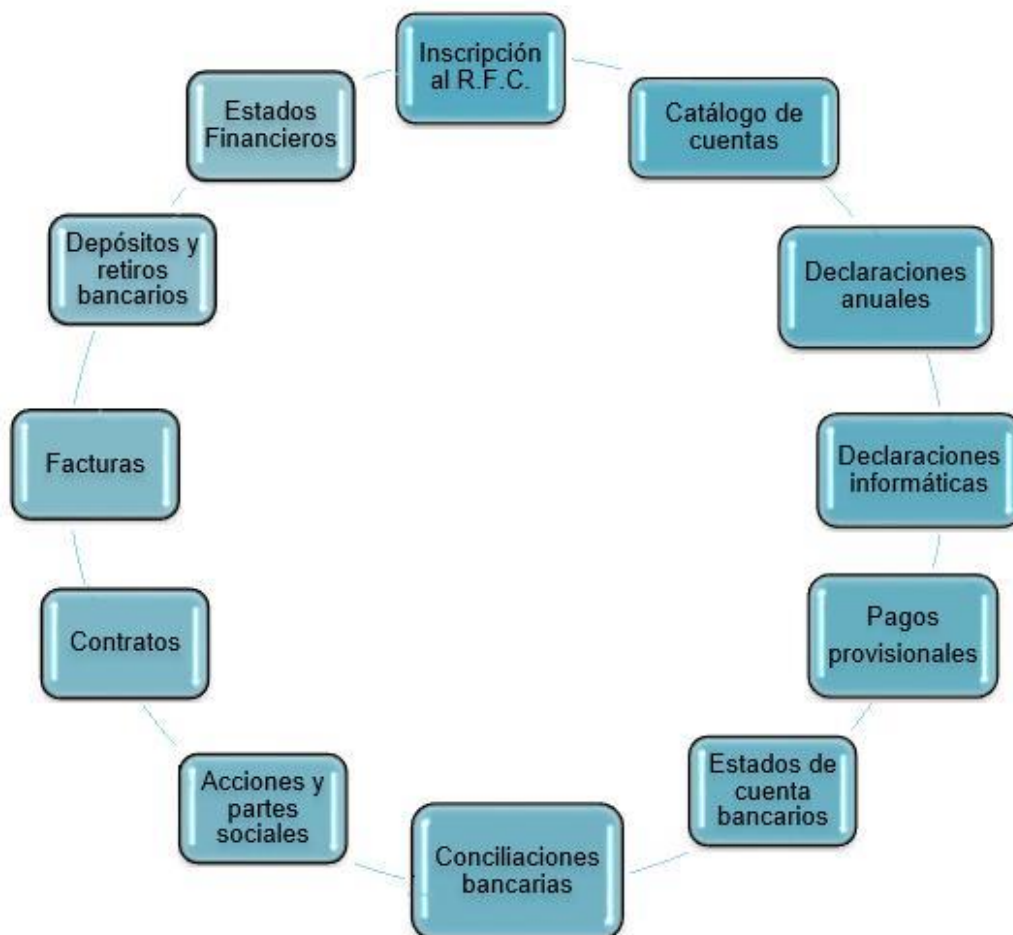 Inscripción
al R.F.C.
Catálogo de
cuentas
Declaraciones
anuales
Declaraciones
informáticas
Pagos
provisionales
Estados de
cuenta
bancarios
Conciliaciones
bancarias
Acciones y
partes
sociales
Contratos
Facturas
Depósitos y
retiros
bancarios
Estados
Financieros